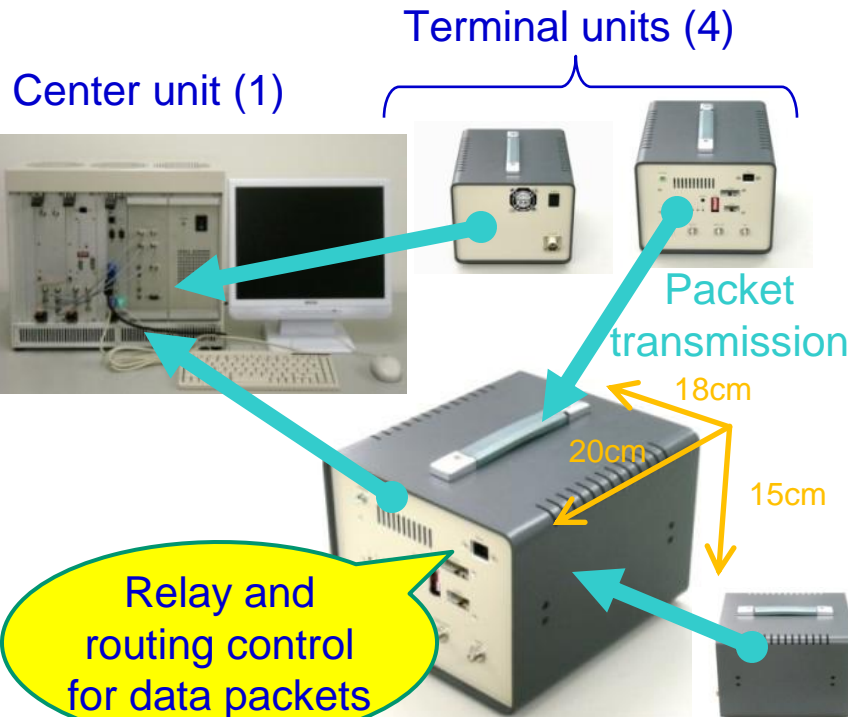 Terminal units (4)
Center unit (1)
Packet
transmission
18cm
20cm
15cm
Relay and
routing control
for data packets